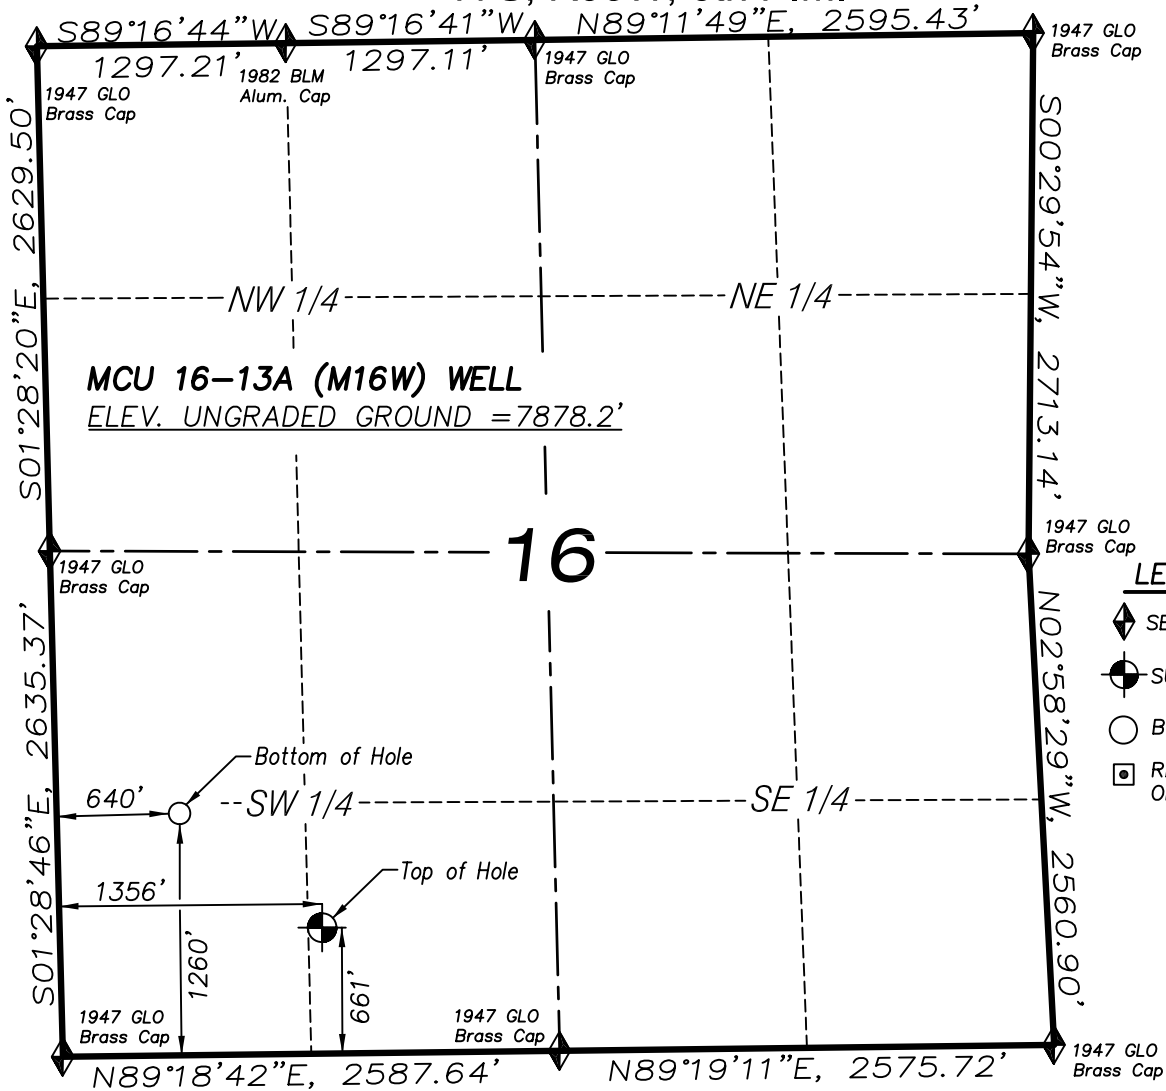 S89°16'44"W
S89°16'41"W
N89°11'49"E, 2595.43'
1297.21'
1297.11'
1982 BLM
Alum. Cap
1947 GLO
Brass Cap
1947 GLO
Brass Cap
1947 GLO
Brass Cap
S01°28'20"E, 2629.50'
S00°29'54"W, 2713.14'
NW 1/4
NE 1/4
MCU 16-13A (M16W) WELL
ELEV. UNGRADED GROUND =7878.2'
16
1947 GLO
Brass Cap
1947 GLO
Brass Cap
S01°28'46"E, 2635.37'
N02°58'29"W, 2560.90'
Bottom of Hole
640'
SW 1/4
SE 1/4
Top of Hole
1356'
1260'
661'
1947 GLO
Brass Cap
1947 GLO
Brass Cap
1947 GLO
Brass Cap
N89°18'42"E, 2587.64'
N89°19'11"E, 2575.72'